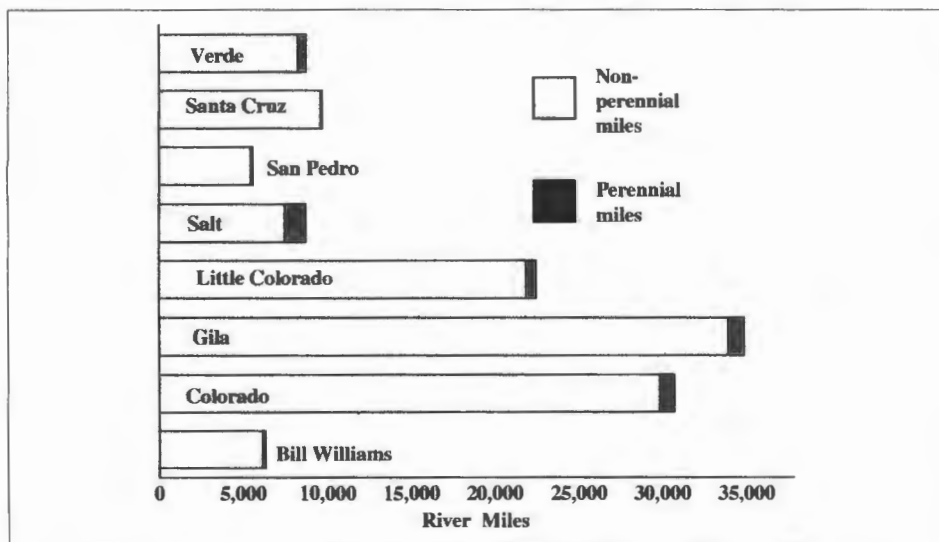 Verde
Santa Cruz
San Pedro
Salt
Little Colorado
Gila
Colorado
Bill Williams
Non-
perennial
miles
Perennial
miles
0 5,000 10,000 15,000 20,000 25,000 30,000 35,000
River Miles